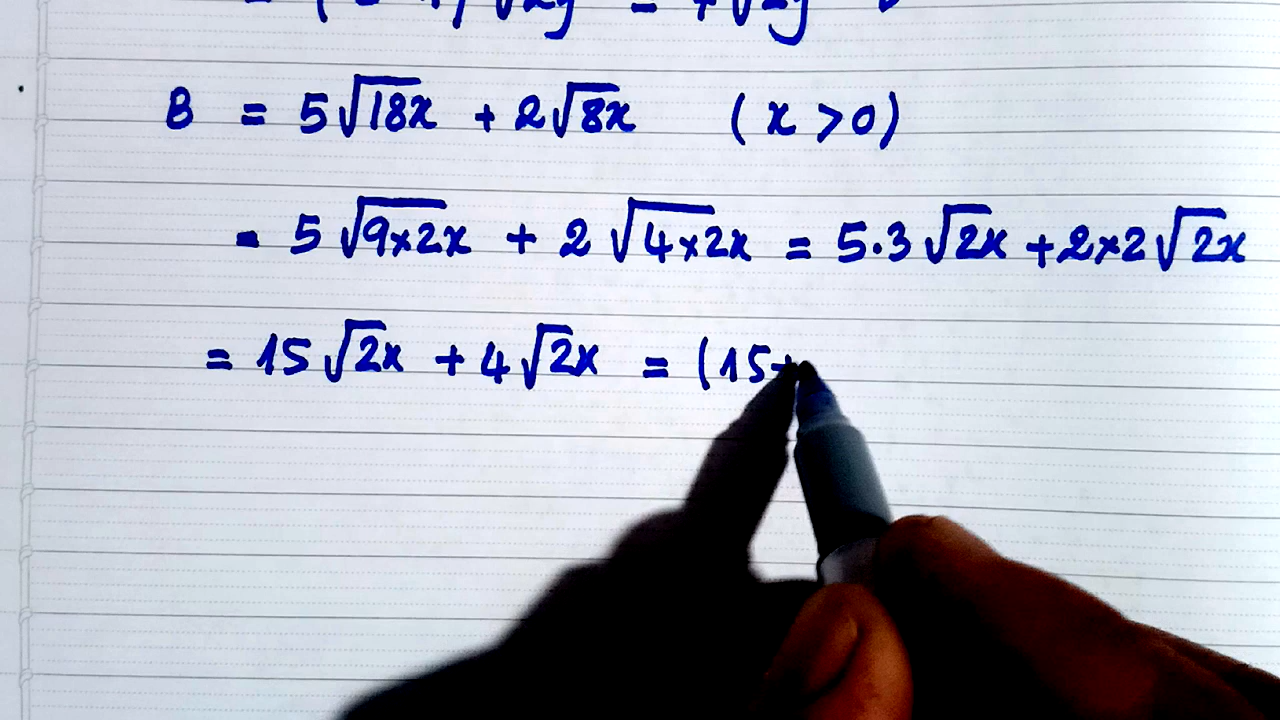 B = 5√18x + 2√8x (x > 0)
= 5√9×2x + 2√4×2x = 5·3√2x + 2×2√2x
= 15√2x + 4√2x = (15+